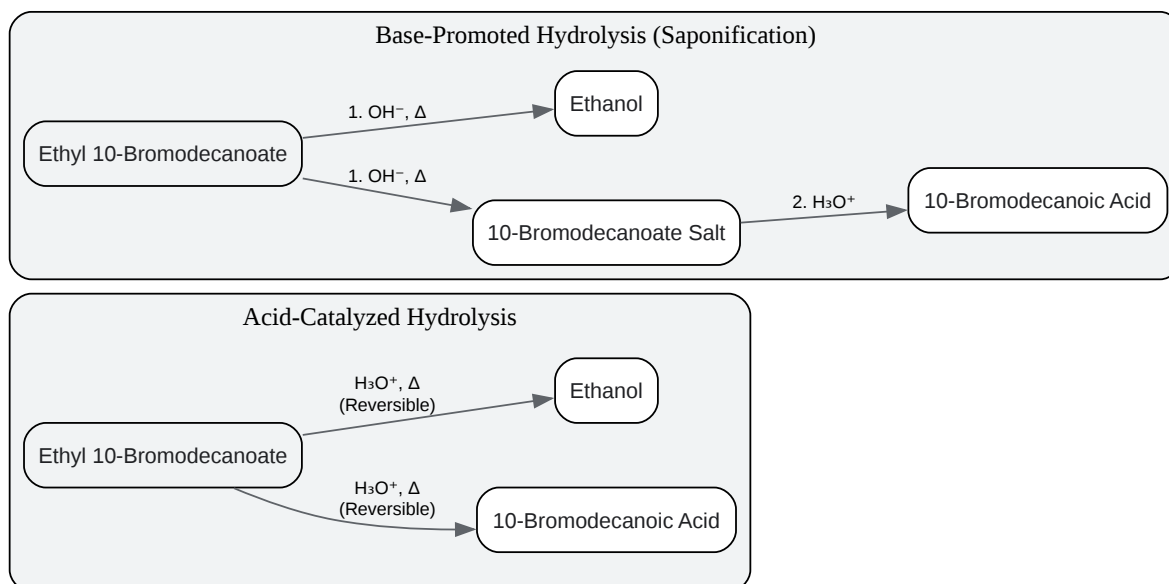 Base-Promoted Hydrolysis (Saponification)
Ethyl 10-Bromodecanoate
1. OH⁻, Δ
Ethanol
1. OH⁻, Δ
10-Bromodecanoate Salt
2. H₃O⁺
10-Bromodecanoic Acid
Acid-Catalyzed Hydrolysis
Ethyl 10-Bromodecanoate
H₃O⁺, Δ
(Reversible)
Ethanol
H₃O⁺, Δ
(Reversible)
10-Bromodecanoic Acid